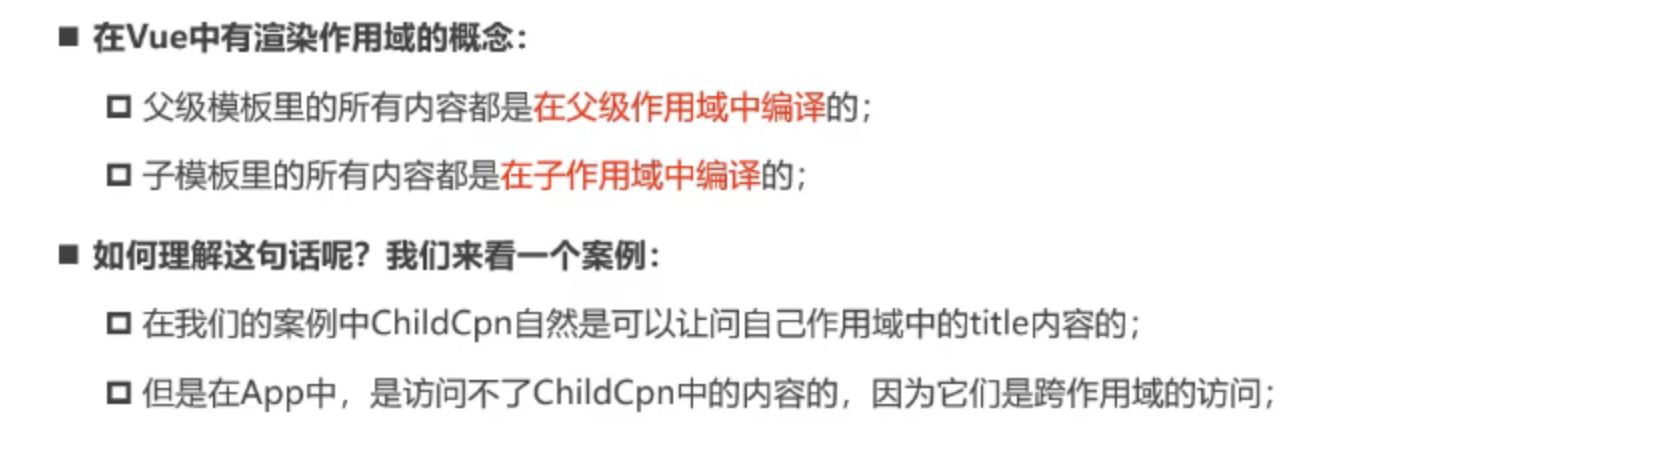 ■ 在Vue中有渲染作用域的概念：
□ 父级模板里的所有内容都是在父级作用域中编译的；
□ 子模板里的所有内容都是在子作用域中编译的；
■ 如何理解这句话呢？我们来看一个案例：
□ 在我们的案例中ChildCpn自然是可以让问自己作用域中的title内容的；
□ 但是在App中，是访问不了ChildCpn中的内容的，因为它们是跨作用域的访问；